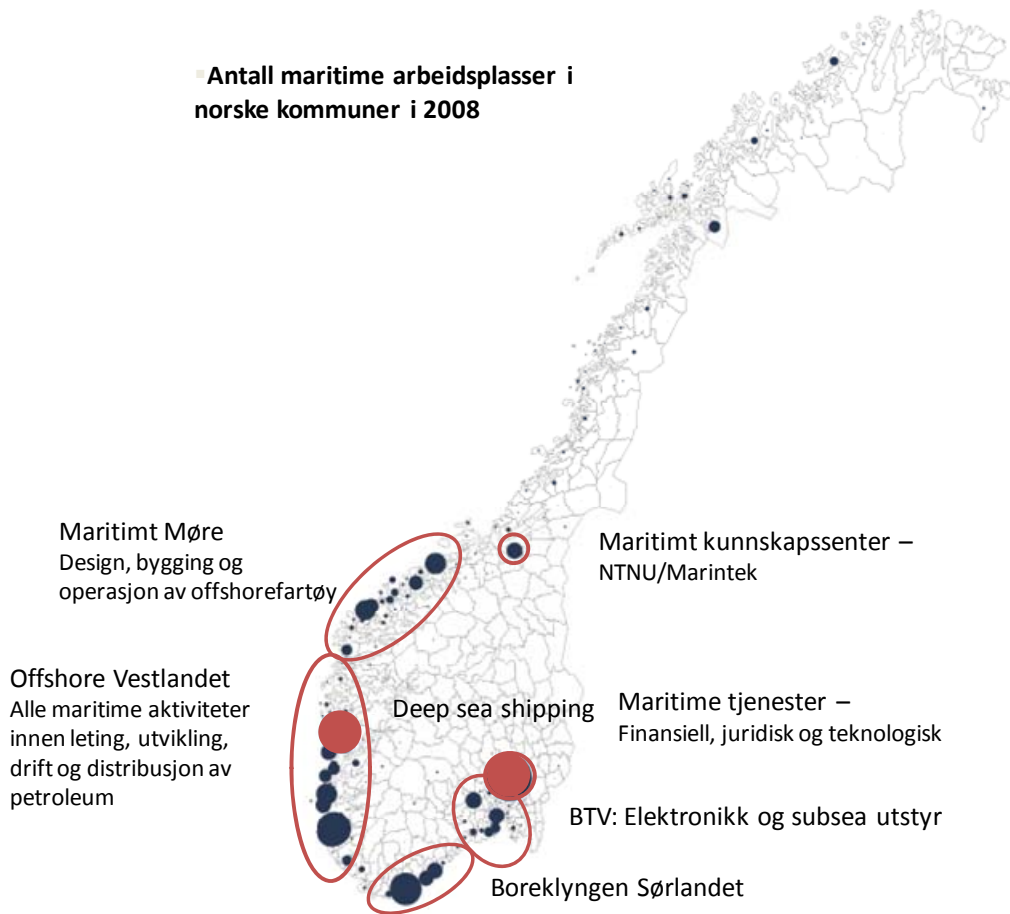 Antall maritime arbeidsplasser i
norske kommuner i 2008
Maritimt Møre
Design, bygging og
operasjon av offshorefartøy
Maritimt kunnskapssenter –
NTNU/Marintek
Offshore Vestlandet
Alle maritime aktiviteter
innen leting, utvikling,
drift og distribusjon av
petroleum
Deep sea shipping
Maritime tjenester –
Finansiell, juridisk og teknologisk
BTV: Elektronikk og subsea utstyr
Boreklyngen Sørlandet